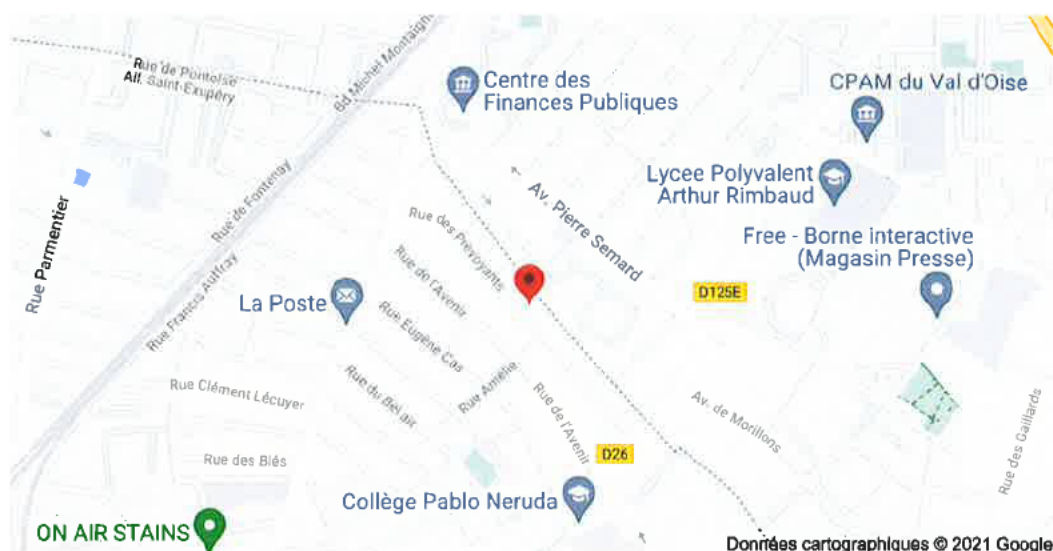 Rue de Pontoise
All. Saint-Exupéry
Bd Michel Montaigne
Centre des
Finances Publiques
CPAM du Val d'Oise
Lycee Polyvalent
Arthur Rimbaud
Av. Pierre Semard
Rue de Fontenay
Rue Parmentier
Rue des Prévoyants
Free - Borne interactive
(Magasin Presse)
Rue de l'Avenir
La Poste
D125E
Rue Francis Auffray
Rue Eugène Cas
Rue Clément Lécuyer
Rue du Bel air
Rue Amélie
Rue de l'Avenir
Av. de Morillons
Rue des Gaillards
Rue des Blés
D26
Collège Pablo Neruda
ON AIR STAINS
Données cartographiques © 2021 Google